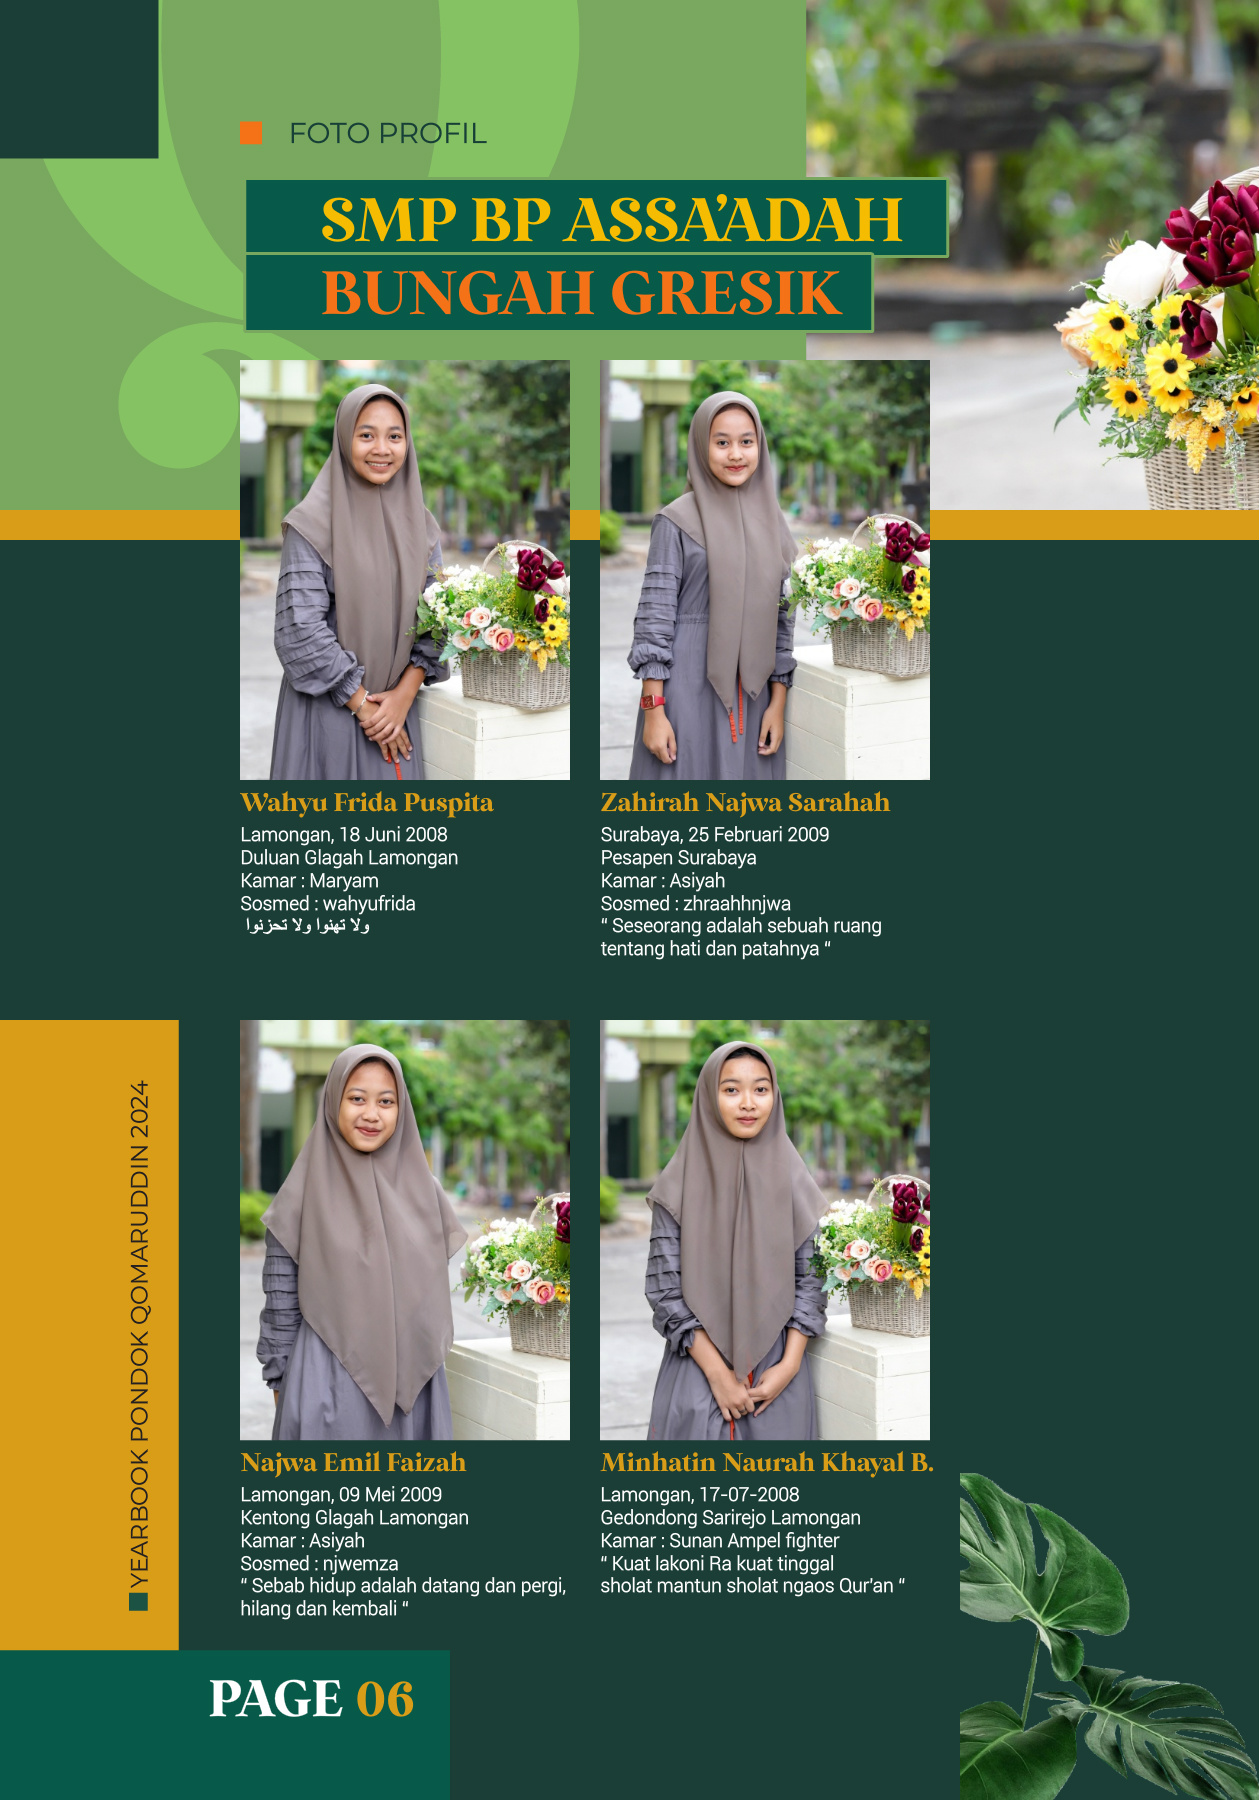 FOTO PROFIL
SMP BP ASSA’ADAH
BUNGAH GRESIK
Wahyu Frida Puspita
Lamongan, 18 Juni 2008
Duluan Glagah Lamongan
Kamar : Maryam
Sosmed : wahyufrida
ولا تهنوا ولا تحزنوا
Zahirah Najwa Sarahah
Surabaya, 25 Februari 2009
Pesapen Surabaya
Kamar : Asiyah
Sosmed : zhraahhnjwa
“ Seseorang adalah sebuah ruang
tentang hati dan patahnya “
Najwa Emil Faizah
Lamongan, 09 Mei 2009
Kentong Glagah Lamongan
Kamar : Asiyah
Sosmed : njwemza
“ Sebab hidup adalah datang dan pergi,
hilang dan kembali “
Minhatin Naurah Khayal B.
Lamongan, 17-07-2008
Gedondong Sarirejo Lamongan
Kamar : Sunan Ampel fighter
“ Kuat lakoni Ra kuat tinggal
sholat mantun sholat ngaos Qur'an “
YEARBOOK PONDOK QOMARUDDIN 2024
PAGE 06